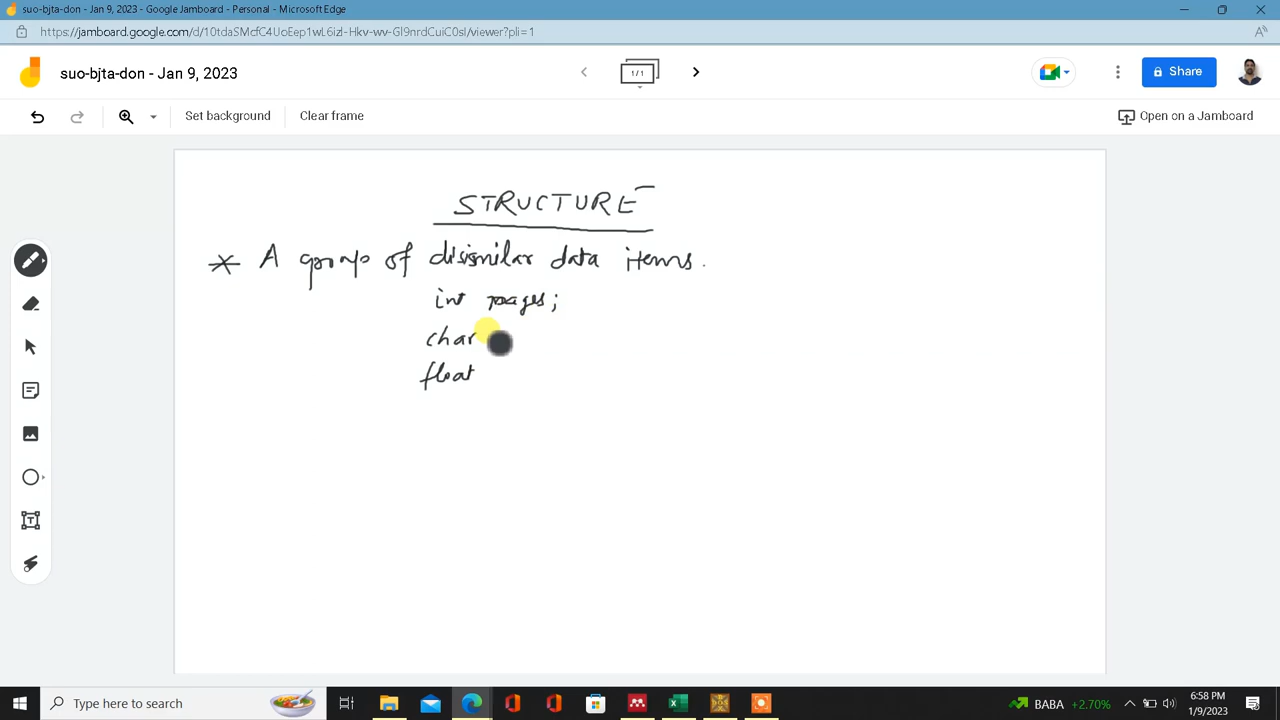 suo-bjta-don - Jan 9, 2023 - Google Jamboard - Personal - Microsoft Edge
https://jamboard.google.com/d/10tdaSMcfC4UoEep1wL6izI-Hkv-wv-Gl9nrdCuiC0sI/viewer?pli=1
suo-bjta-don - Jan 9, 2023
1/1
Share
Set background
Clear frame
Open on a Jamboard
STRUCTURE
* A group of disismilar data items.
int pages;
char
float
Type here to search
BABA +2.70%
6:58 PM
1/9/2023